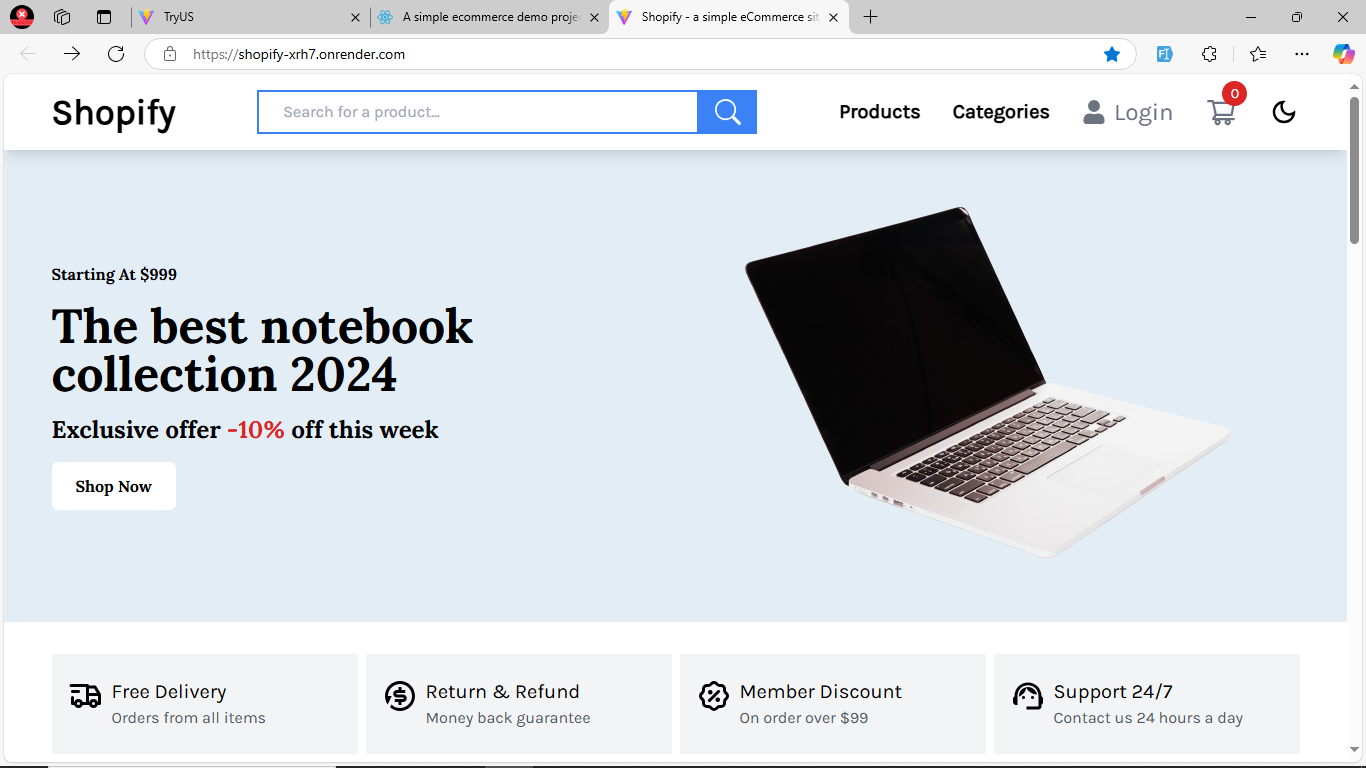 TryUS
A simple ecommerce demo proje
Shopify - a simple eCommerce sit
https://shopify-xrh7.onrender.com
Shopify
Search for a product...
Products
Categories
Login
0
Starting At $999
The best notebook
collection 2024
Exclusive offer -10% off this week
Shop Now
Free Delivery
Orders from all items
Return & Refund
Money back guarantee
Member Discount
On order over $99
Support 24/7
Contact us 24 hours a day